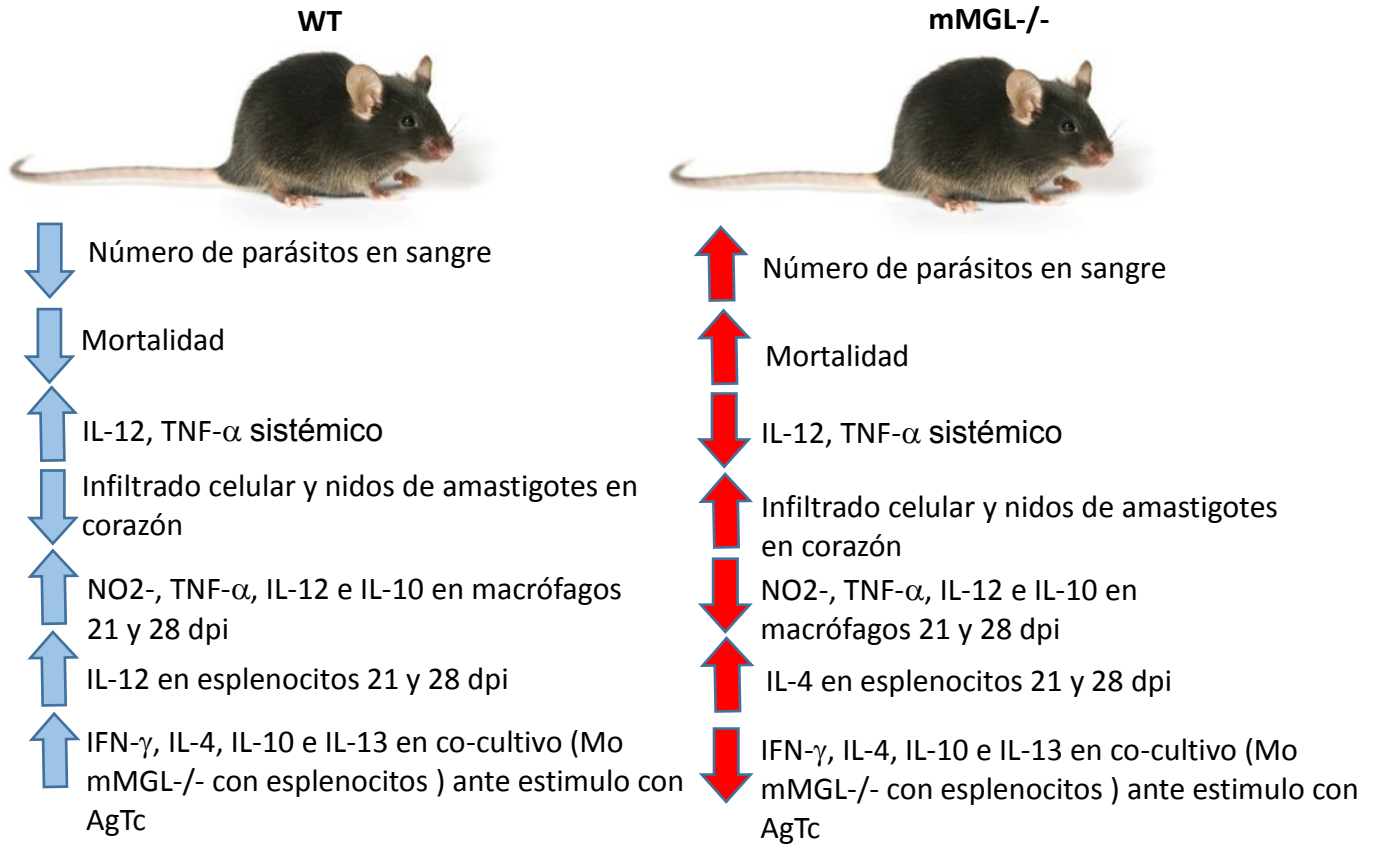 WT
Número de parásitos en sangre
Mortalidad
IL-12, TNF-α sistémico
Infiltrado celular y nidos de amastigotes en
corazón
NO2-, TNF-α, IL-12 e IL-10 en macrófagos
21 y 28 dpi
IL-12 en esplenocitos 21 y 28 dpi
IFN-γ, IL-4, IL-10 e IL-13 en co-cultivo (Mo
mMGL-/- con esplenocitos ) ante estimulo con
AgTc
mMGL-/-
Número de parásitos en sangre
Mortalidad
IL-12, TNF-α sistémico
Infiltrado celular y nidos de amastigotes
en corazón
NO2-, TNF-α, IL-12 e IL-10 en
macrófagos 21 y 28 dpi
IL-4 en esplenocitos 21 y 28 dpi
IFN-γ, IL-4, IL-10 e IL-13 en co-cultivo (Mo
mMGL-/- con esplenocitos ) ante estimulo con
AgTc